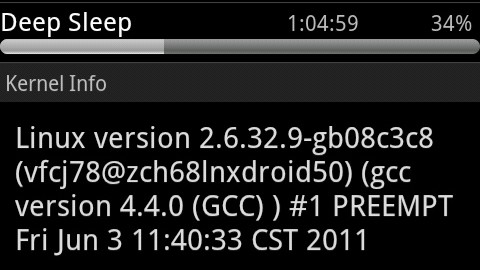 Deep Sleep 1:04:59 34%
Kernel Info
Linux version 2.6.32.9-gb08c3c8
(vfcj78@zch68lnxdroid50) (gcc
version 4.4.0 (GCC) ) #1 PREEMPT
Fri Jun 3 11:40:33 CST 2011